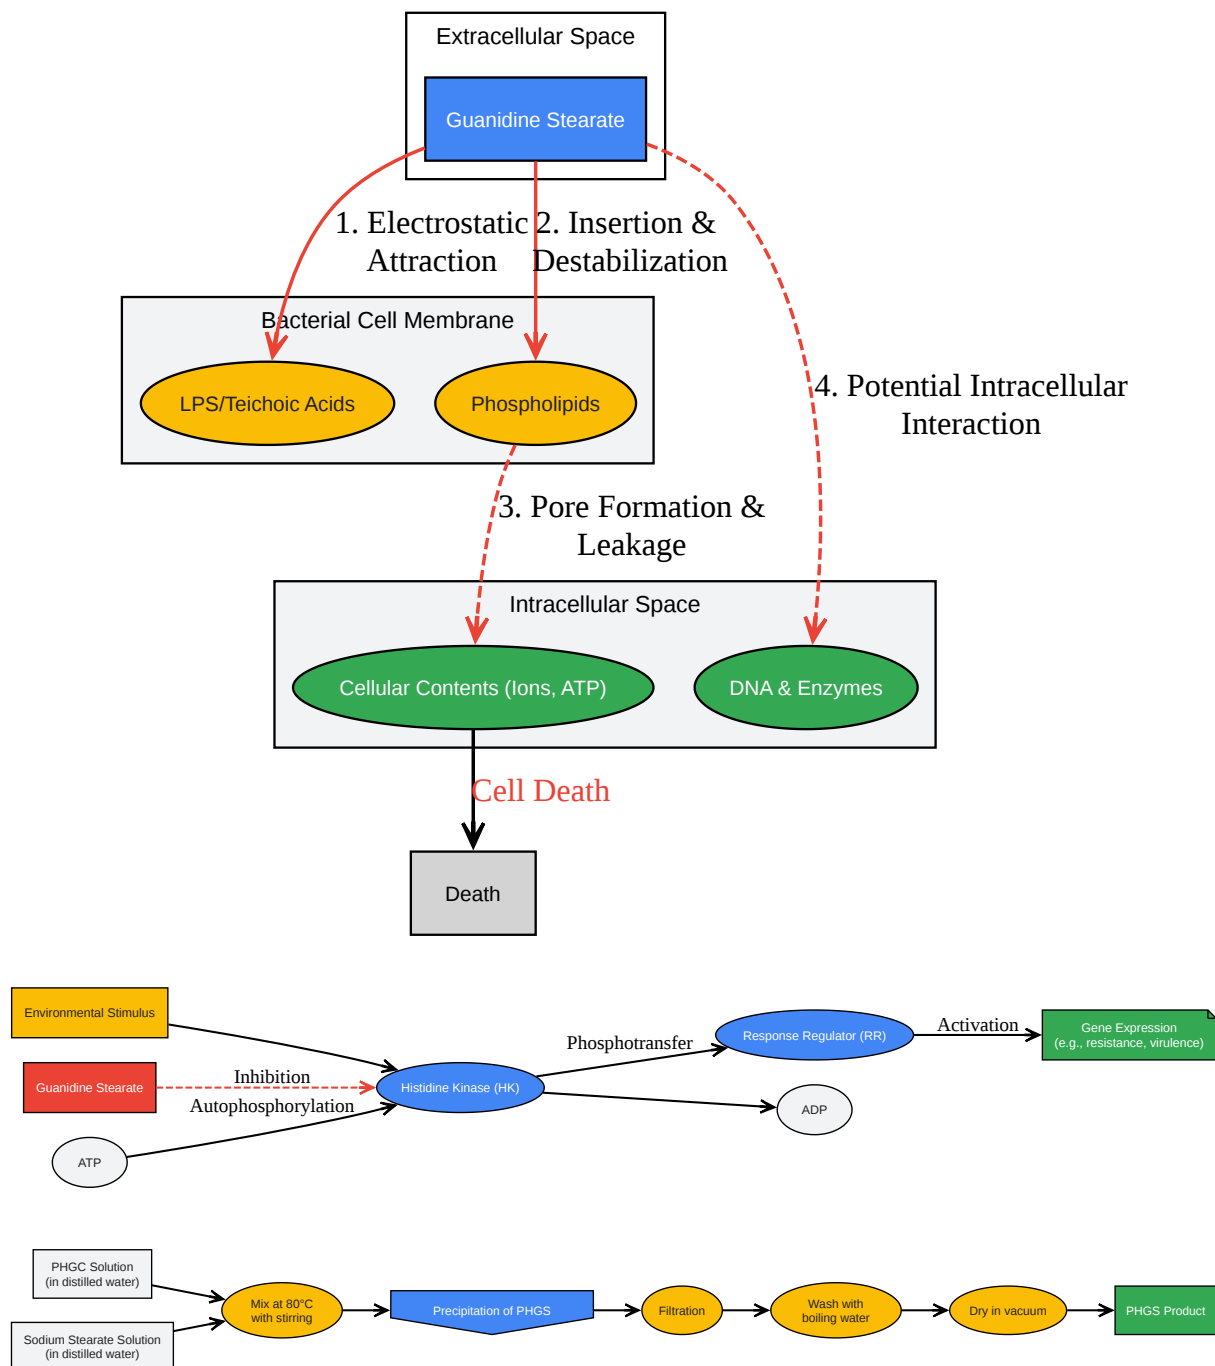 Extracellular Space
Guanidine Stearate
1. Electrostatic
Attraction
2. Insertion &
Destabilization
Bacterial Cell Membrane
LPS/Teichoic Acids
Phospholipids
4. Potential Intracellular
Interaction
3. Pore Formation &
Leakage
Intracellular Space
Cellular Contents (Ions, ATP)
DNA & Enzymes
Cell Death
Death
Environmental Stimulus
Guanidine Stearate
Inhibition
Autophosphorylation
ATP
Histidine Kinase (HK)
Phosphotransfer
Response Regulator (RR)
ADP
Activation
Gene Expression
(e.g., resistance, virulence)
PHGC Solution
(in distilled water)
Sodium Stearate Solution
(in distilled water)
Mix at 80°C
with stirring
Precipitation of PHGS
Filtration
Wash with
boiling water
Dry in vacuum
PHGS Product